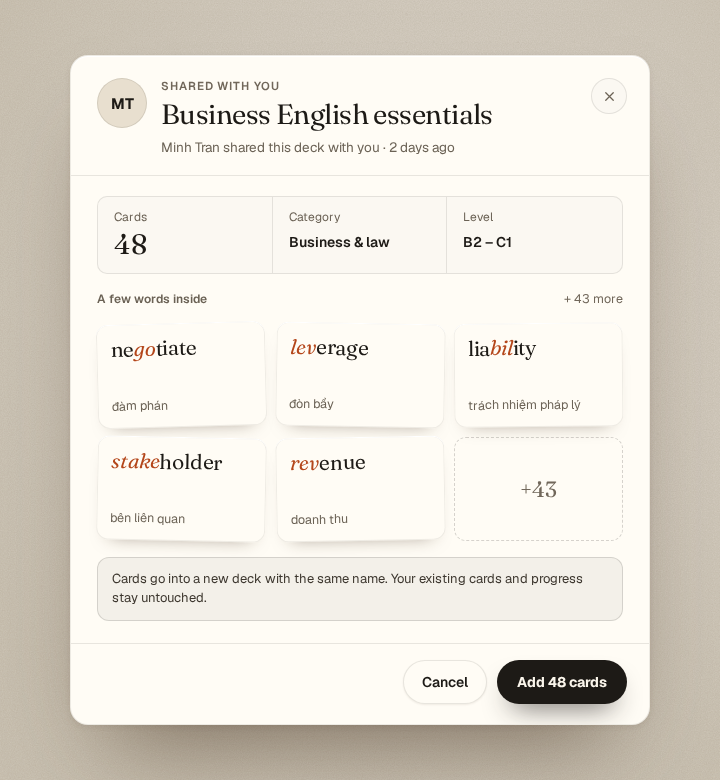 MT
SHARED WITH YOU
Business English essentials
Minh Tran shared this deck with you · 2 days ago
Cards
48
Category
Business & law
Level
B2 – C1
A few words inside
+ 43 more
negotiate
đàm phán
leverage
đòn bẩy
liability
trách nhiệm pháp lý
stakeholder
bên liên quan
revenue
doanh thu
+43
Cards go into a new deck with the same name. Your existing cards and progress
stay untouched.
Cancel
Add 48 cards